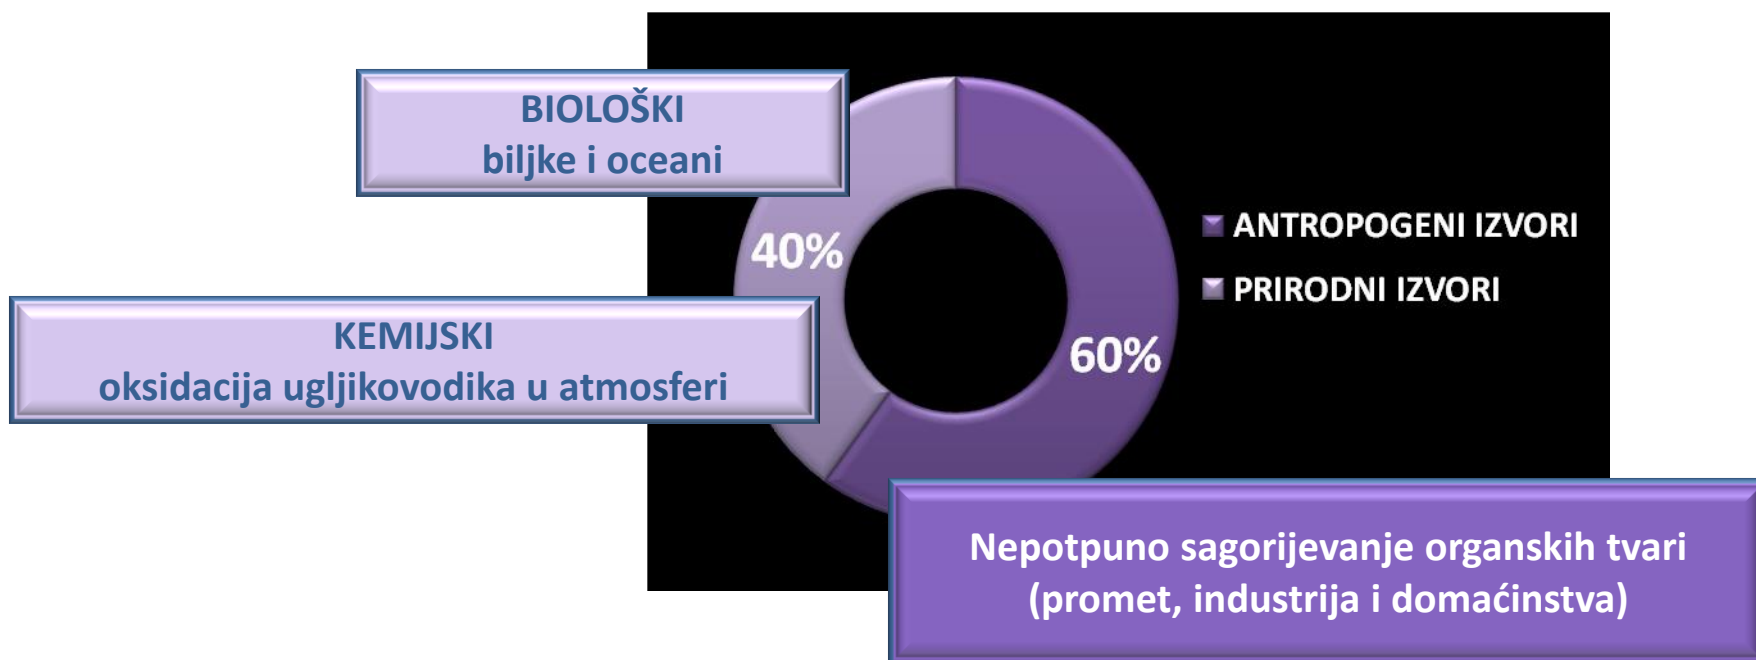 BIOLOŠKI
biljke i oceani
40%
KEMIJSKI
oksidacija ugljikovodika u atmosferi
ANTROPOGENI IZVORI
PRIRODNI IZVORI
60%
Nepotpuno sagorijevanje organskih tvari
(promet, industrija i domaćinstva)